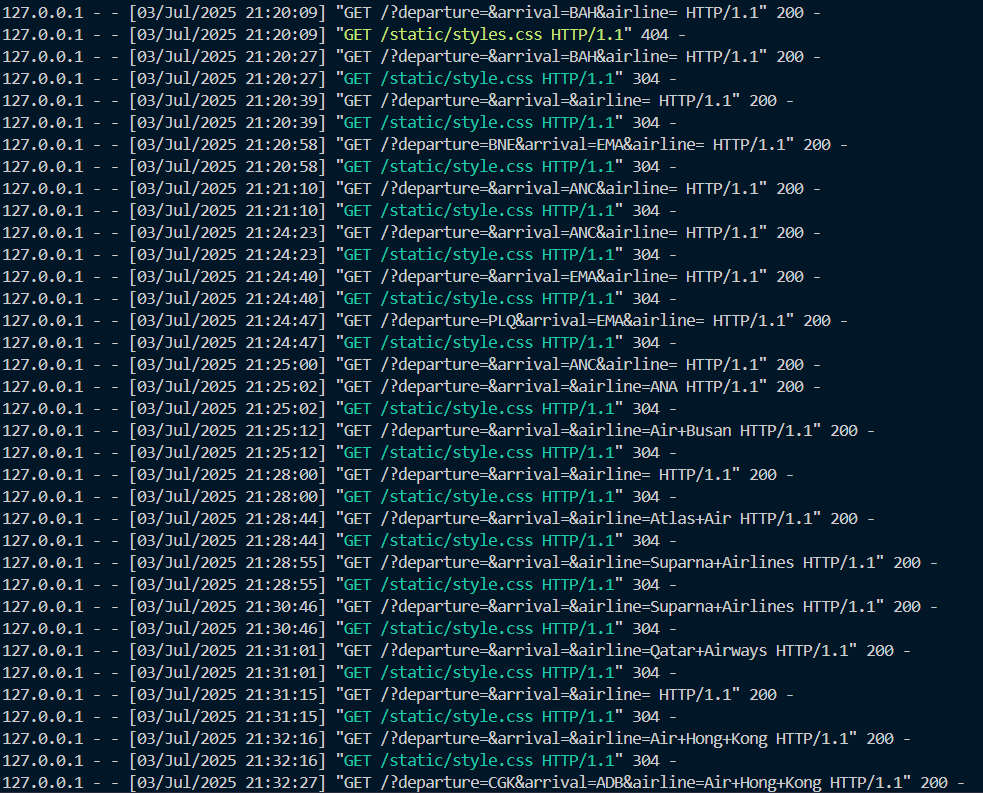 127.0.0.1 - - [03/Jul/2025 21:20:09] "GET /?departure=&arrival=BAH&airline= HTTP/1.1" 200 -
127.0.0.1 - - [03/Jul/2025 21:20:09] "GET /static/styles.css HTTP/1.1" 404 -
127.0.0.1 - - [03/Jul/2025 21:20:27] "GET /?departure=&arrival=BAH&airline= HTTP/1.1" 200 -
127.0.0.1 - - [03/Jul/2025 21:20:27] "GET /static/style.css HTTP/1.1" 304 -
127.0.0.1 - - [03/Jul/2025 21:20:39] "GET /?departure=&arrival=&airline= HTTP/1.1" 200 -
127.0.0.1 - - [03/Jul/2025 21:20:39] "GET /static/style.css HTTP/1.1" 304 -
127.0.0.1 - - [03/Jul/2025 21:20:58] "GET /?departure=BNE&arrival=EMA&airline= HTTP/1.1" 200 -
127.0.0.1 - - [03/Jul/2025 21:20:58] "GET /static/style.css HTTP/1.1" 304 -
127.0.0.1 - - [03/Jul/2025 21:21:10] "GET /?departure=&arrival=ANC&airline= HTTP/1.1" 200 -
127.0.0.1 - - [03/Jul/2025 21:21:10] "GET /static/style.css HTTP/1.1" 304 -
127.0.0.1 - - [03/Jul/2025 21:24:23] "GET /?departure=&arrival=ANC&airline= HTTP/1.1" 200 -
127.0.0.1 - - [03/Jul/2025 21:24:23] "GET /static/style.css HTTP/1.1" 304 -
127.0.0.1 - - [03/Jul/2025 21:24:40] "GET /?departure=&arrival=EMA&airline= HTTP/1.1" 200 -
127.0.0.1 - - [03/Jul/2025 21:24:40] "GET /static/style.css HTTP/1.1" 304 -
127.0.0.1 - - [03/Jul/2025 21:24:47] "GET /?departure=PLQ&arrival=EMA&airline= HTTP/1.1" 200 -
127.0.0.1 - - [03/Jul/2025 21:24:47] "GET /static/style.css HTTP/1.1" 304 -
127.0.0.1 - - [03/Jul/2025 21:25:00] "GET /?departure=&arrival=ANC&airline= HTTP/1.1" 200 -
127.0.0.1 - - [03/Jul/2025 21:25:02] "GET /?departure=&arrival=&airline=ANA HTTP/1.1" 200 -
127.0.0.1 - - [03/Jul/2025 21:25:02] "GET /static/style.css HTTP/1.1" 304 -
127.0.0.1 - - [03/Jul/2025 21:25:12] "GET /?departure=&arrival=&airline=Air+Busan HTTP/1.1" 200 -
127.0.0.1 - - [03/Jul/2025 21:25:12] "GET /static/style.css HTTP/1.1" 304 -
127.0.0.1 - - [03/Jul/2025 21:28:00] "GET /?departure=&arrival=&airline= HTTP/1.1" 200 -
127.0.0.1 - - [03/Jul/2025 21:28:00] "GET /static/style.css HTTP/1.1" 304 -
127.0.0.1 - - [03/Jul/2025 21:28:44] "GET /?departure=&arrival=&airline=Atlas+Air HTTP/1.1" 200 -
127.0.0.1 - - [03/Jul/2025 21:28:44] "GET /static/style.css HTTP/1.1" 304 -
127.0.0.1 - - [03/Jul/2025 21:28:55] "GET /?departure=&arrival=&airline=Suparna+Airlines HTTP/1.1" 200 -
127.0.0.1 - - [03/Jul/2025 21:28:55] "GET /static/style.css HTTP/1.1" 304 -
127.0.0.1 - - [03/Jul/2025 21:30:46] "GET /?departure=&arrival=&airline=Suparna+Airlines HTTP/1.1" 200 -
127.0.0.1 - - [03/Jul/2025 21:30:46] "GET /static/style.css HTTP/1.1" 304 -
127.0.0.1 - - [03/Jul/2025 21:31:01] "GET /?departure=&arrival=&airline=Qatar+Airways HTTP/1.1" 200 -
127.0.0.1 - - [03/Jul/2025 21:31:01] "GET /static/style.css HTTP/1.1" 304 -
127.0.0.1 - - [03/Jul/2025 21:31:15] "GET /?departure=&arrival=&airline= HTTP/1.1" 200 -
127.0.0.1 - - [03/Jul/2025 21:31:15] "GET /static/style.css HTTP/1.1" 304 -
127.0.0.1 - - [03/Jul/2025 21:32:16] "GET /?departure=&arrival=&airline=Air+Hong+Kong HTTP/1.1" 200 -
127.0.0.1 - - [03/Jul/2025 21:32:16] "GET /static/style.css HTTP/1.1" 304 -
127.0.0.1 - - [03/Jul/2025 21:32:27] "GET /?departure=CGK&arrival=ADB&airline=Air+Hong+Kong HTTP/1.1" 200 -